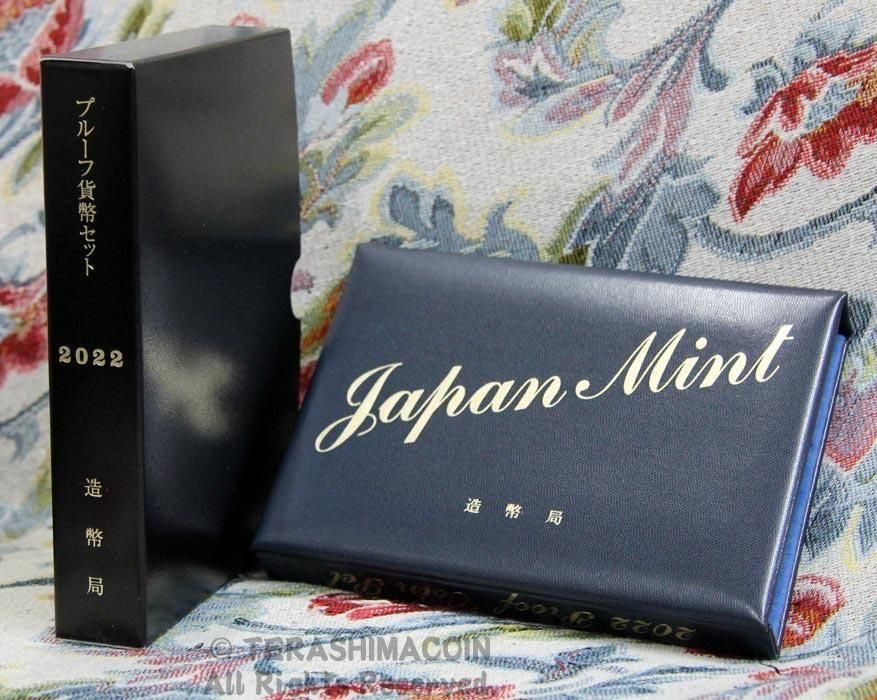 プルーフ貨幣セット
2022
造幣局
Japan Mint
造幣局
2022 Proof Coin Set
© TERASHIMACOIN
All Rights Reserved.